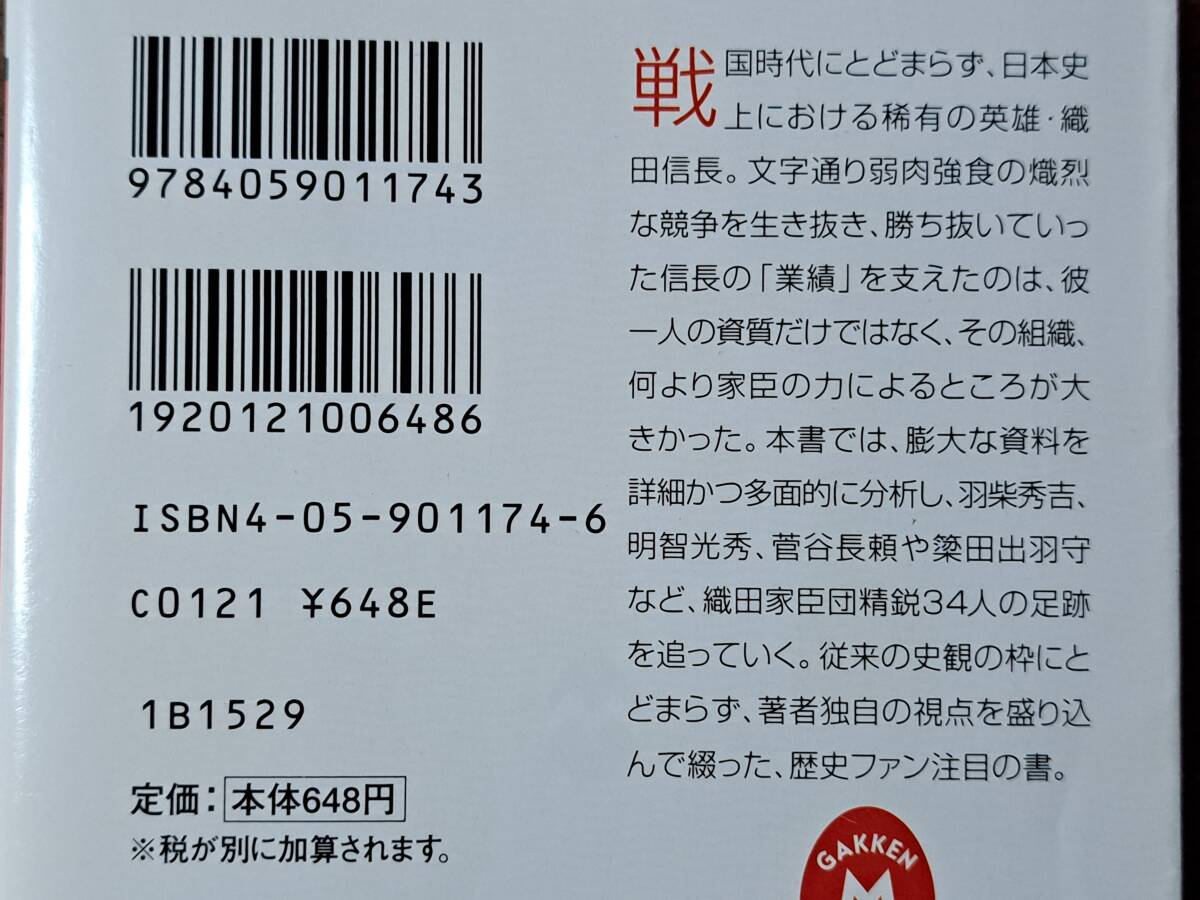 9784059011743
1920121006486
ISBN4-05-901174-6
C0121 ¥648E
1B1529
定価：本体648円
※税が別に加算されます。
戦国時代にとどまらず、日本史
上における稀有の英雄・織
田信長。文字通り弱肉強食の熾烈
な競争を生き抜き、勝ち抜いていっ
た信長の「業績」を支えたのは、彼
一人の資質だけではなく、その組織、
何より家臣の力によるところが大
きかった。本書では、膨大な資料を
詳細かつ多面的に分析し、羽柴秀吉、
明智光秀、菅谷長頼や簗田出羽守
など、織田家臣団精鋭34人の足跡
を追っていく。従来の史観の枠にと
どまらず、著者独自の視点を盛り込
んで綴った、歴史ファン注目の書。
GAKKEN
M